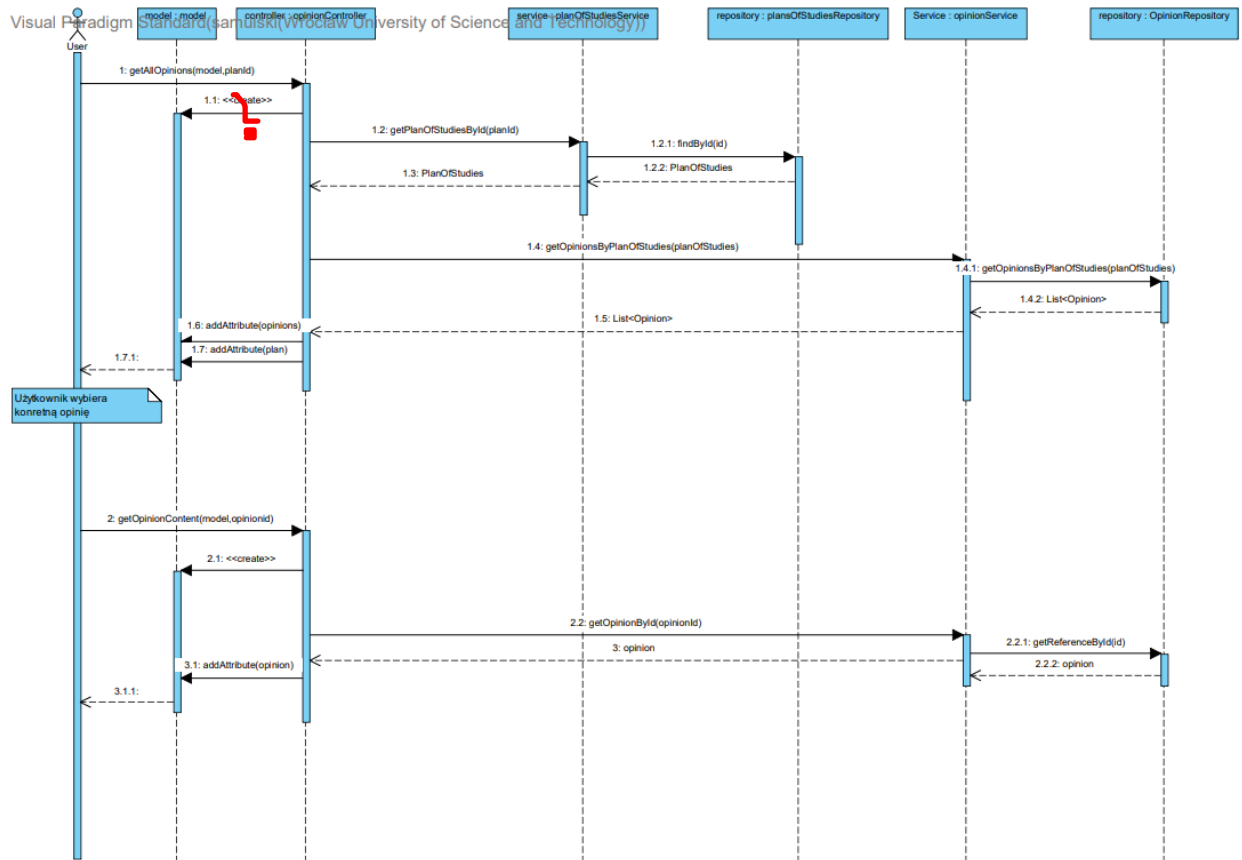 Visual Paradigm Standard(samulski(Wroclaw University of Science and Technology))
User
model : model
controller : opinionController
service : planOfStudiesService
repository : plansOfStudiesRepository
Service : opinionService
repository : OpinionRepository
1: getAllOpinions(model,planId)
1.1: <<create>>
1.2: getPlanOfStudiesById(planId)
1.2.1: findById(id)
1.2.2: PlanOfStudies
1.3: PlanOfStudies
1.4: getOpinionsByPlanOfStudies(planOfStudies)
1.4.1: getOpinionsByPlanOfStudies(planOfStudies)
1.4.2: List<Opinion>
1.5: List<Opinion>
1.6: addAttribute(opinions)
1.7: addAttribute(plan)
1.7.1:
Użytkownik wybiera
konretną opinię
2: getOpinionContent(model,opinionid)
2.1: <<create>>
2.2: getOpinionById(opinionId)
2.2.1: getReferenceById(id)
3: opinion
2.2.2: opinion
3.1: addAttribute(opinion)
3.1.1: